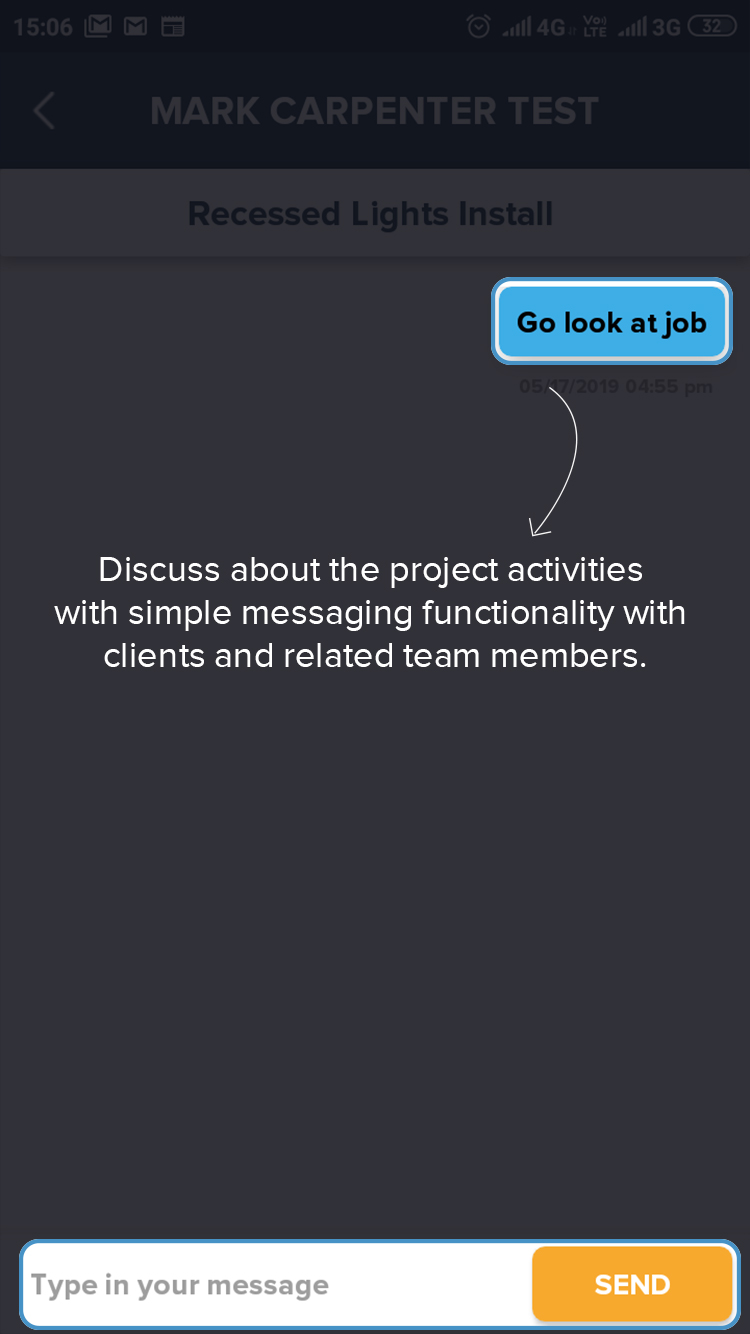 15:06 4G Vo) LTE 3G 32
MARK CARPENTER TEST
Recessed Lights Install
Go look at job
05/17/2019 04:55 pm
Discuss about the project activities
with simple messaging functionality with
clients and related team members.
Type in your message SEND